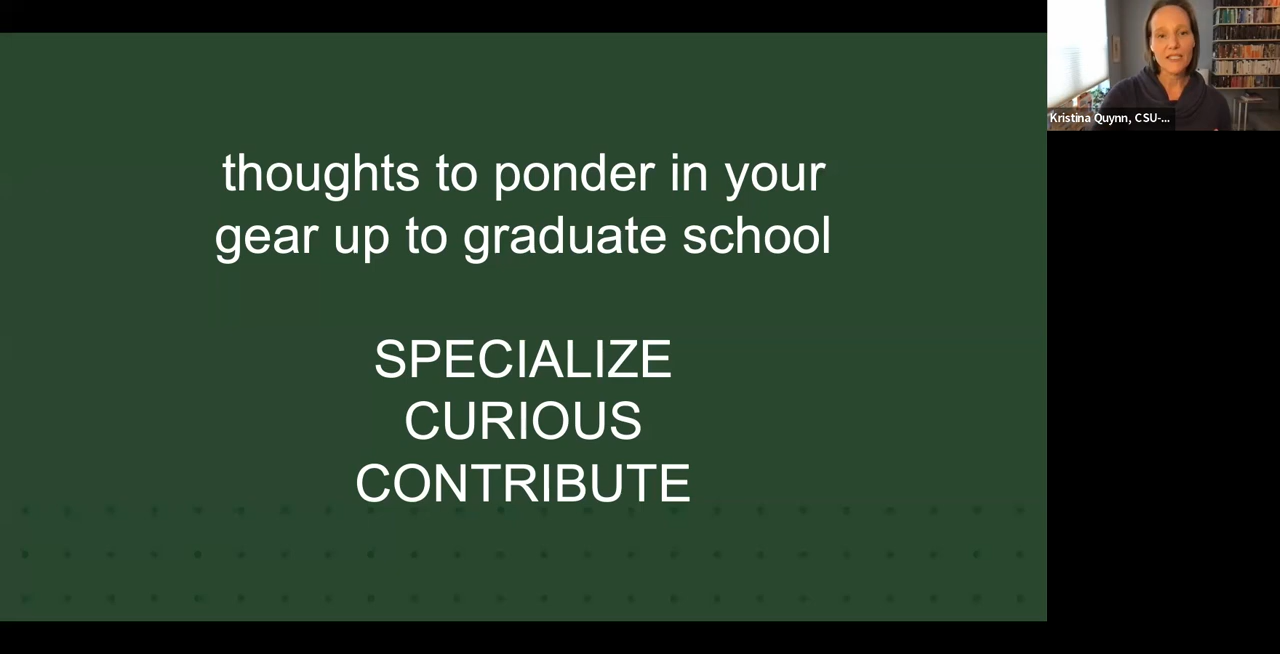 thoughts to ponder in your
gear up to graduate school
SPECIALIZE
CURIOUS
CONTRIBUTE
Kristina Quynn, CSU-...